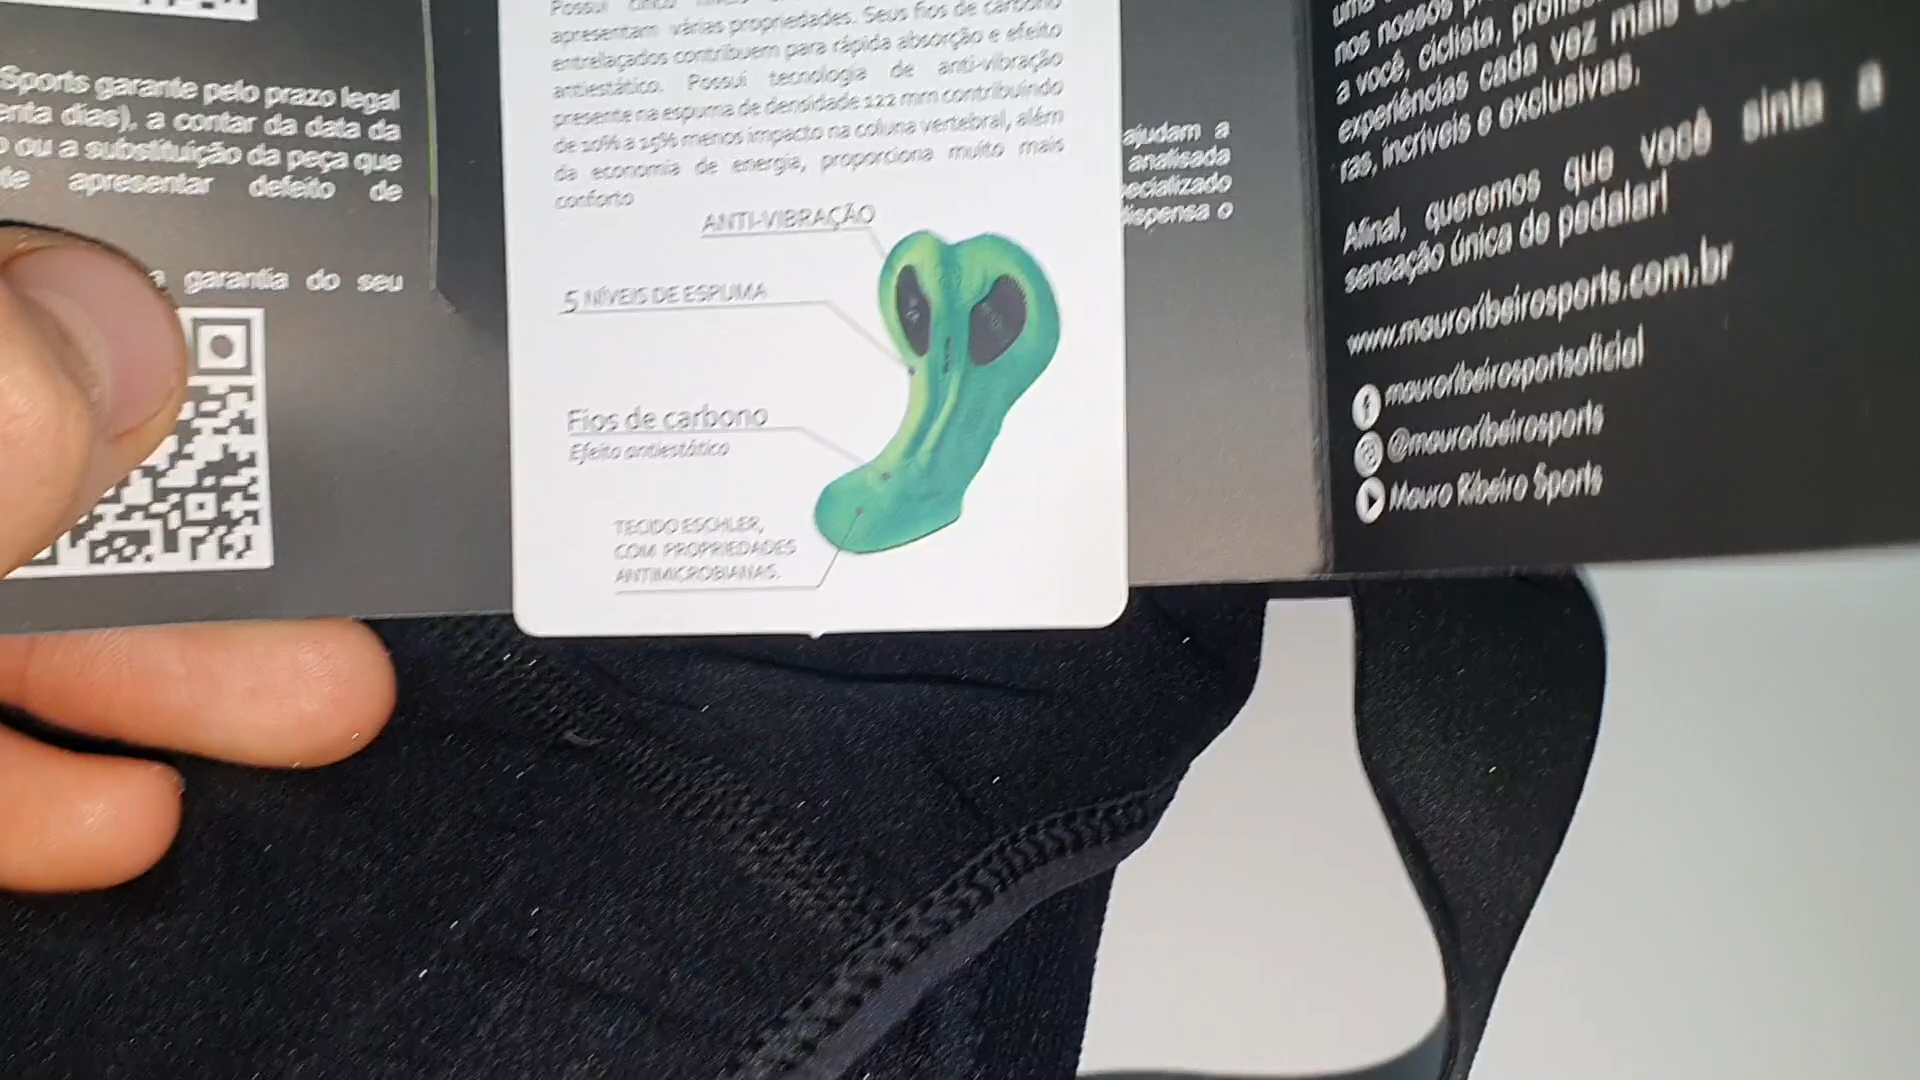 Sports garante pelo prazo legal
dias), a contar da data da
ou a substituição da peça que
apresentar defeito de
garantia do seu
Possui cinco níveis
apresentam várias propriedades. Seus fios de carbono
entrelaçados contribuem para rápida absorção e efeito
antiestático. Possui tecnologia de anti-vibração
presente na espuma de densidade 122 mm contribuindo
de 10% a 15% menos impacto na coluna vertebral, além
da economia de energia, proporciona muito mais
conforto
ANTI-VIBRAÇÃO
5 NÍVEIS DE ESPUMA
Fios de carbono
Efeito antiestático
TECIDO ESCHLER,
COM PROPRIEDADES
ANTIMICROBIANAS.
ajudam a
analisada
dispensa o
nos nossos
a você, ciclista,
experiências cada vez mais
ras, incríveis e exclusivas.
Afinal, queremos que você sinta a
sensação única de pedalar!
www.mauroribeirosports.com.br
mauroribeirosportsoficial
@mauroribeirosports
Mauro Ribeiro Sports